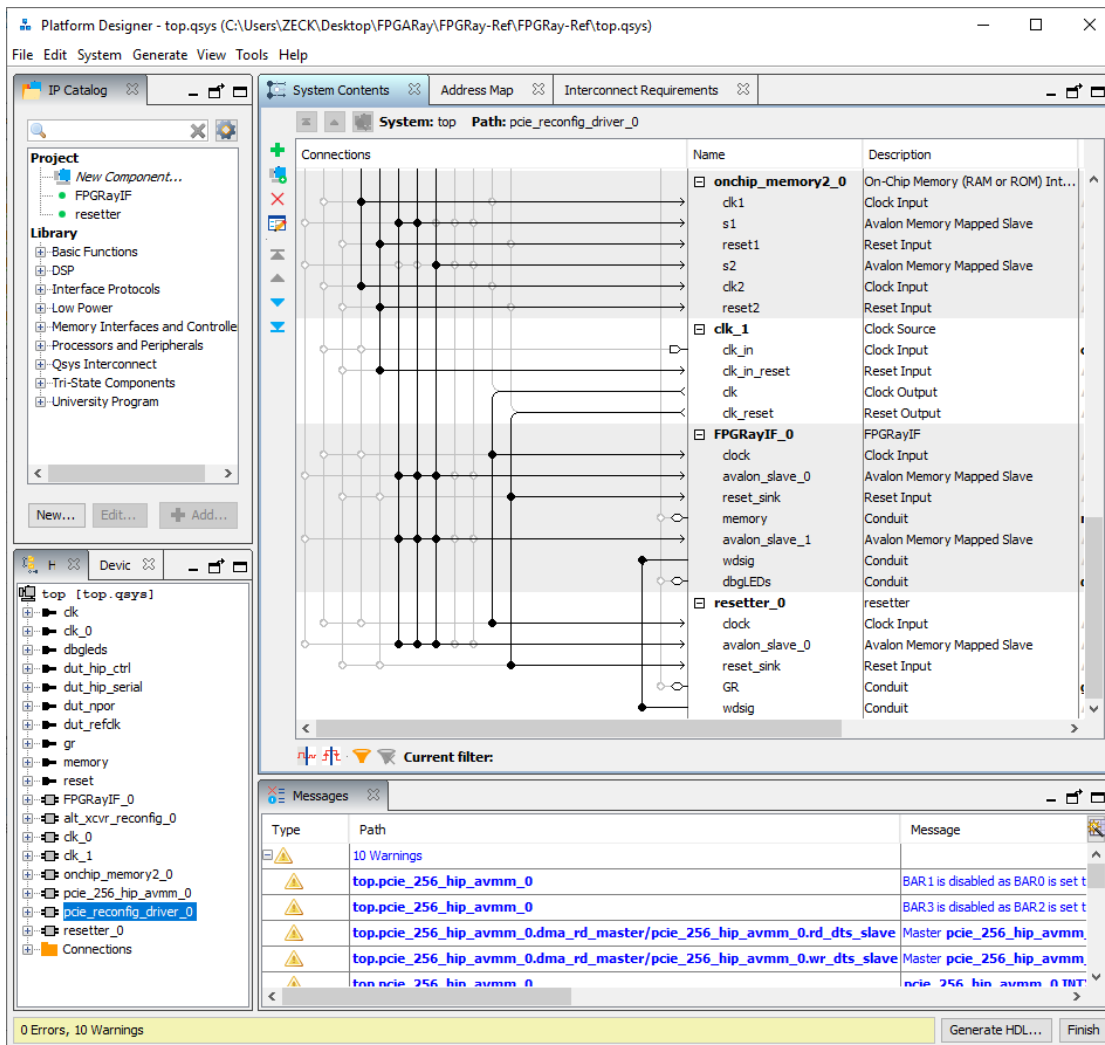 Platform Designer - top.qsys (C:\Users\ZECK\Desktop\FPGARay\FPGRay-Ref\FPGRay-Ref\top.qsys)
File Edit System Generate View Tools Help
IP Catalog
Project
New Component...
FPGRayIF
resetter
Library
Basic Functions
DSP
Interface Protocols
Low Power
Memory Interfaces and Controlle
Processors and Peripherals
Qsys Interconnect
Tri-State Components
University Program
New... Edit... Add...
H Devic
top [top.qsys]
clk
clk_0
dbgleds
dut_hip_ctrl
dut_hip_serial
dut_npor
dut_refclk
gr
memory
reset
FPGRayIF_0
alt_xcvr_reconfig_0
clk_0
clk_1
onchip_memory2_0
pcie_256_hip_avmm_0
pcie_reconfig_driver_0
resetter_0
Connections
System Contents Address Map Interconnect Requirements
System: top Path: pcie_reconfig_driver_0
Connections Name Description
onchip_memory2_0 On-Chip Memory (RAM or ROM) Int...
clk1 Clock Input
s1 Avalon Memory Mapped Slave
reset1 Reset Input
s2 Avalon Memory Mapped Slave
clk2 Clock Input
reset2 Reset Input
clk_1 Clock Source
clk_in Clock Input
clk_in_reset Reset Input
clk Clock Output
clk_reset Reset Output
FPGRayIF_0 FPGRayIF
clock Clock Input
avalon_slave_0 Avalon Memory Mapped Slave
reset_sink Reset Input
memory Conduit
avalon_slave_1 Avalon Memory Mapped Slave
wdsig Conduit
dbgLEDs Conduit
resetter_0 resetter
clock Clock Input
avalon_slave_0 Avalon Memory Mapped Slave
reset_sink Reset Input
GR Conduit
wdsig Conduit
Current filter:
Messages
Type Path Message
10 Warnings
top.pcie_256_hip_avmm_0 BAR1 is disabled as BAR0 is set t
top.pcie_256_hip_avmm_0 BAR3 is disabled as BAR2 is set t
top.pcie_256_hip_avmm_0.dma_rd_master/pcie_256_hip_avmm_0.rd_dts_slave Master pcie_256_hip_avmm_
top.pcie_256_hip_avmm_0.dma_rd_master/pcie_256_hip_avmm_0.wr_dts_slave Master pcie_256_hip_avmm_
top.pcie_256_hip_avmm_0 pcie_256_hip_avmm_0.INT
0 Errors, 10 Warnings
Generate HDL... Finish